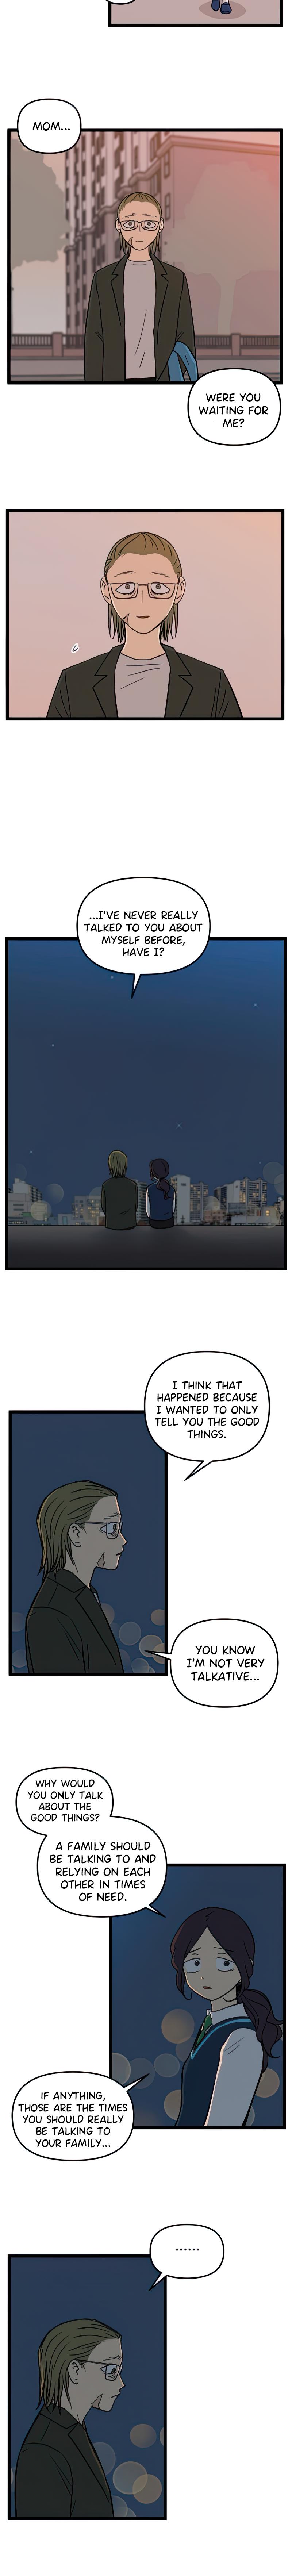 MOM...
WERE YOU
WAITING FOR
ME?
...I'VE NEVER REALLY
TALKED TO YOU ABOUT
MYSELF BEFORE,
HAVE I?
I THINK THAT
HAPPENED BECAUSE
I WANTED TO ONLY
TELL YOU THE GOOD
THINGS.
YOU KNOW
I'M NOT VERY
TALKATIVE...
WHY WOULD
YOU ONLY TALK
ABOUT THE
GOOD THINGS?
A FAMILY SHOULD
BE TALKING TO AND
RELYING ON EACH
OTHER IN TIMES
OF NEED.
IF ANYTHING,
THOSE ARE THE TIMES
YOU SHOULD REALLY
BE TALKING TO
YOUR FAMILY...
......